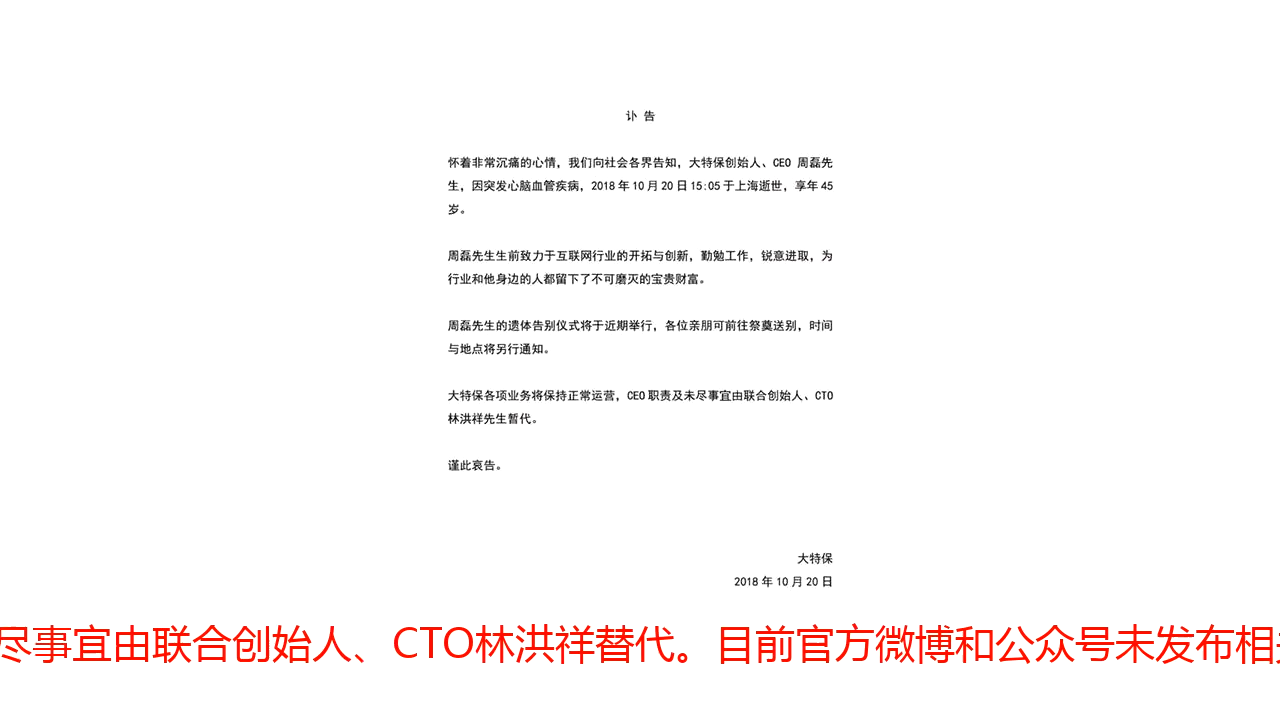 讣 告
怀着非常沉痛的心情，我们向社会各界告知，大特保创始人、CEO 周磊先
生，因突发心脑血管疾病，2018 年 10 月 20 日 15:05 于上海逝世，享年 45
岁。
周磊先生生前致力于互联网行业的开拓与创新，勤勉工作，锐意进取，为
行业和他身边的人都留下了不可磨灭的宝贵财富。
周磊先生的遗体告别仪式将于近期举行，各位亲朋可前往祭奠送别，时间
与地点将另行通知。
大特保各项业务将保持正常运营，CEO 职责及未尽事宜由联合创始人、CTO
林洪祥先生暂代。
谨此哀告。
大特保
2018 年 10 月 20 日
尽事宜由联合创始人、CTO林洪祥替代。目前官方微博和公众号未发布相